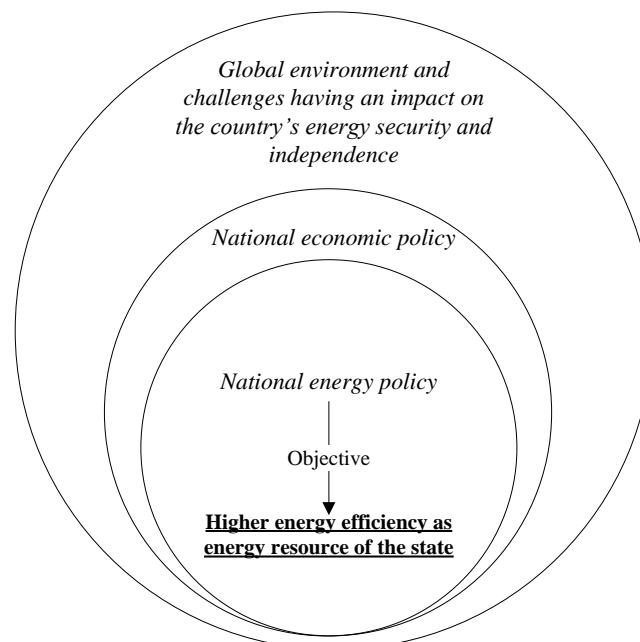 Global environment and
challenges having an impact on
the country’s energy security and
independence
National economic policy
National energy policy
Objective
Higher energy efficiency as
energy resource of the state